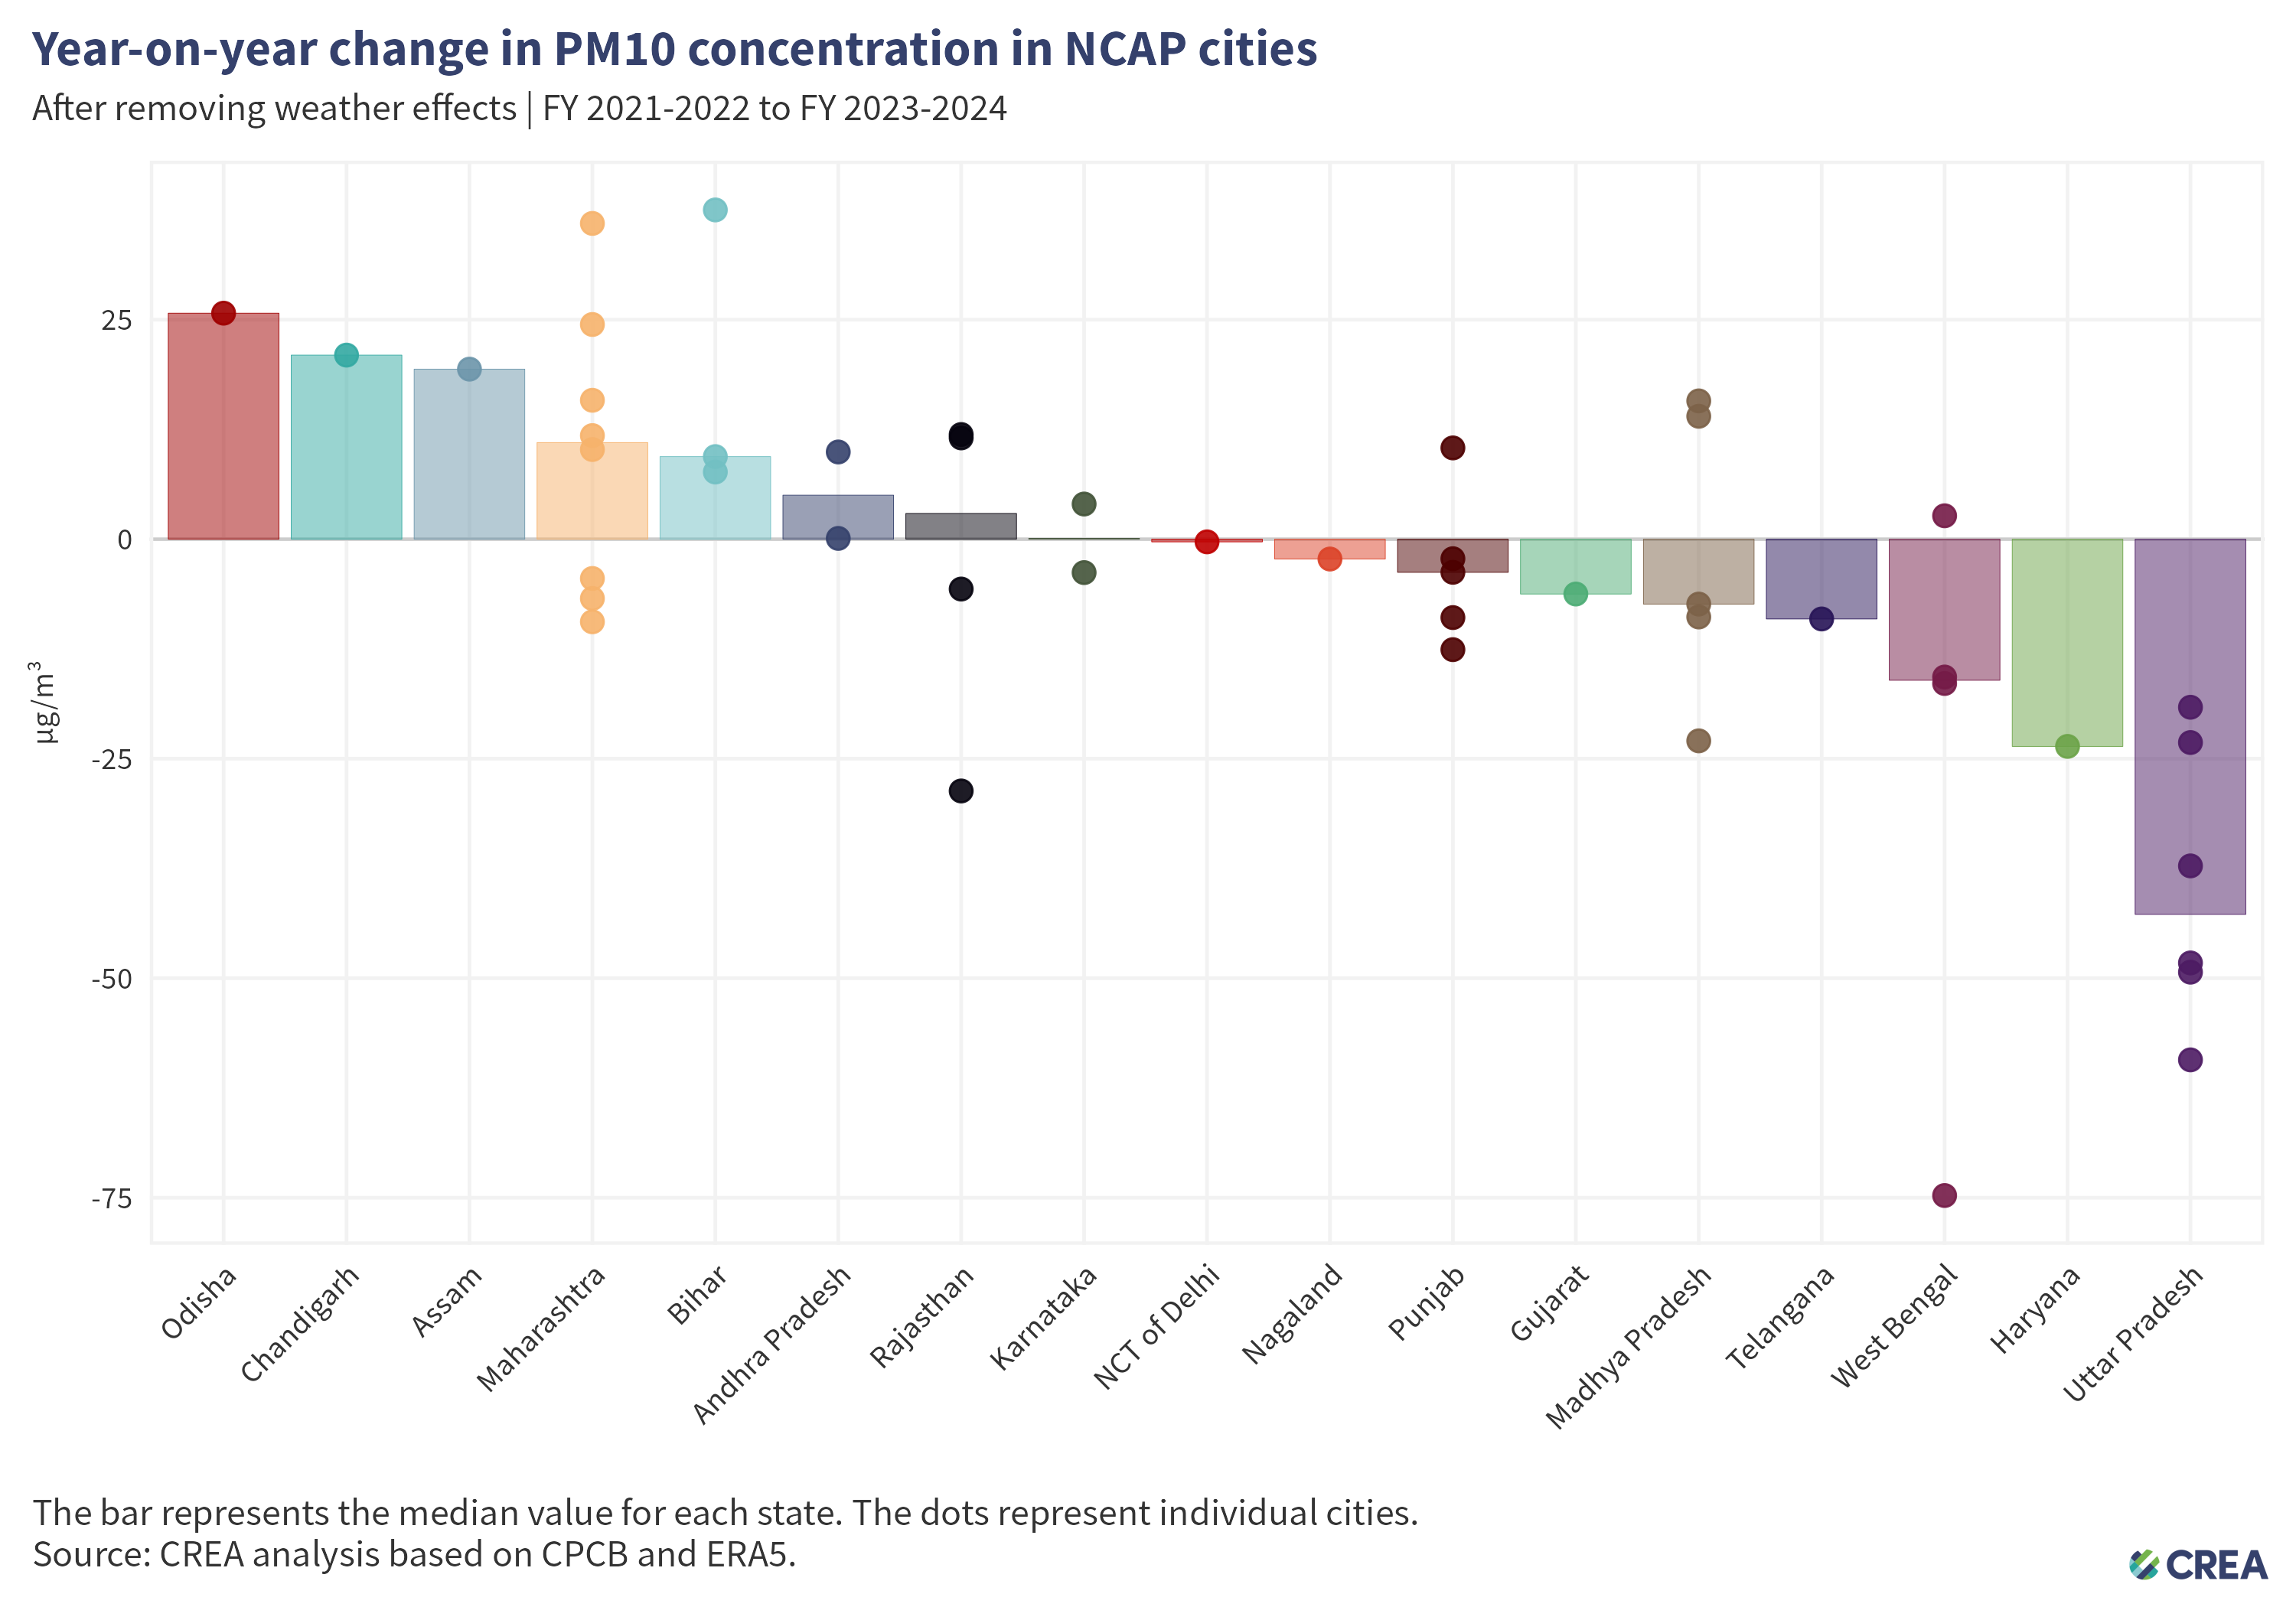 Year-on-year change in PM10 concentration in NCAP cities
After removing weather effects | FY 2021-2022 to FY 2023-2024
25
0
-25
-50
-75
µg/m³
Odisha
Chandigarh
Assam
Maharashtra
Bihar
Andhra Pradesh
Rajasthan
Karnataka
NCT of Delhi
Nagaland
Punjab
Gujarat
Madhya Pradesh
Telangana
West Bengal
Haryana
Uttar Pradesh
The bar represents the median value for each state. The dots represent individual cities.
Source: CREA analysis based on CPCB and ERA5.
CREA